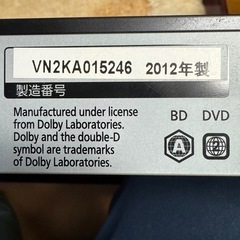 VN2KA015246 2012年製
製造番号
Manufactured under license
from Dolby Laboratories.
Dolby and the double-D
symbol are trademarks
of Dolby Laboratories.
BD DVD
A